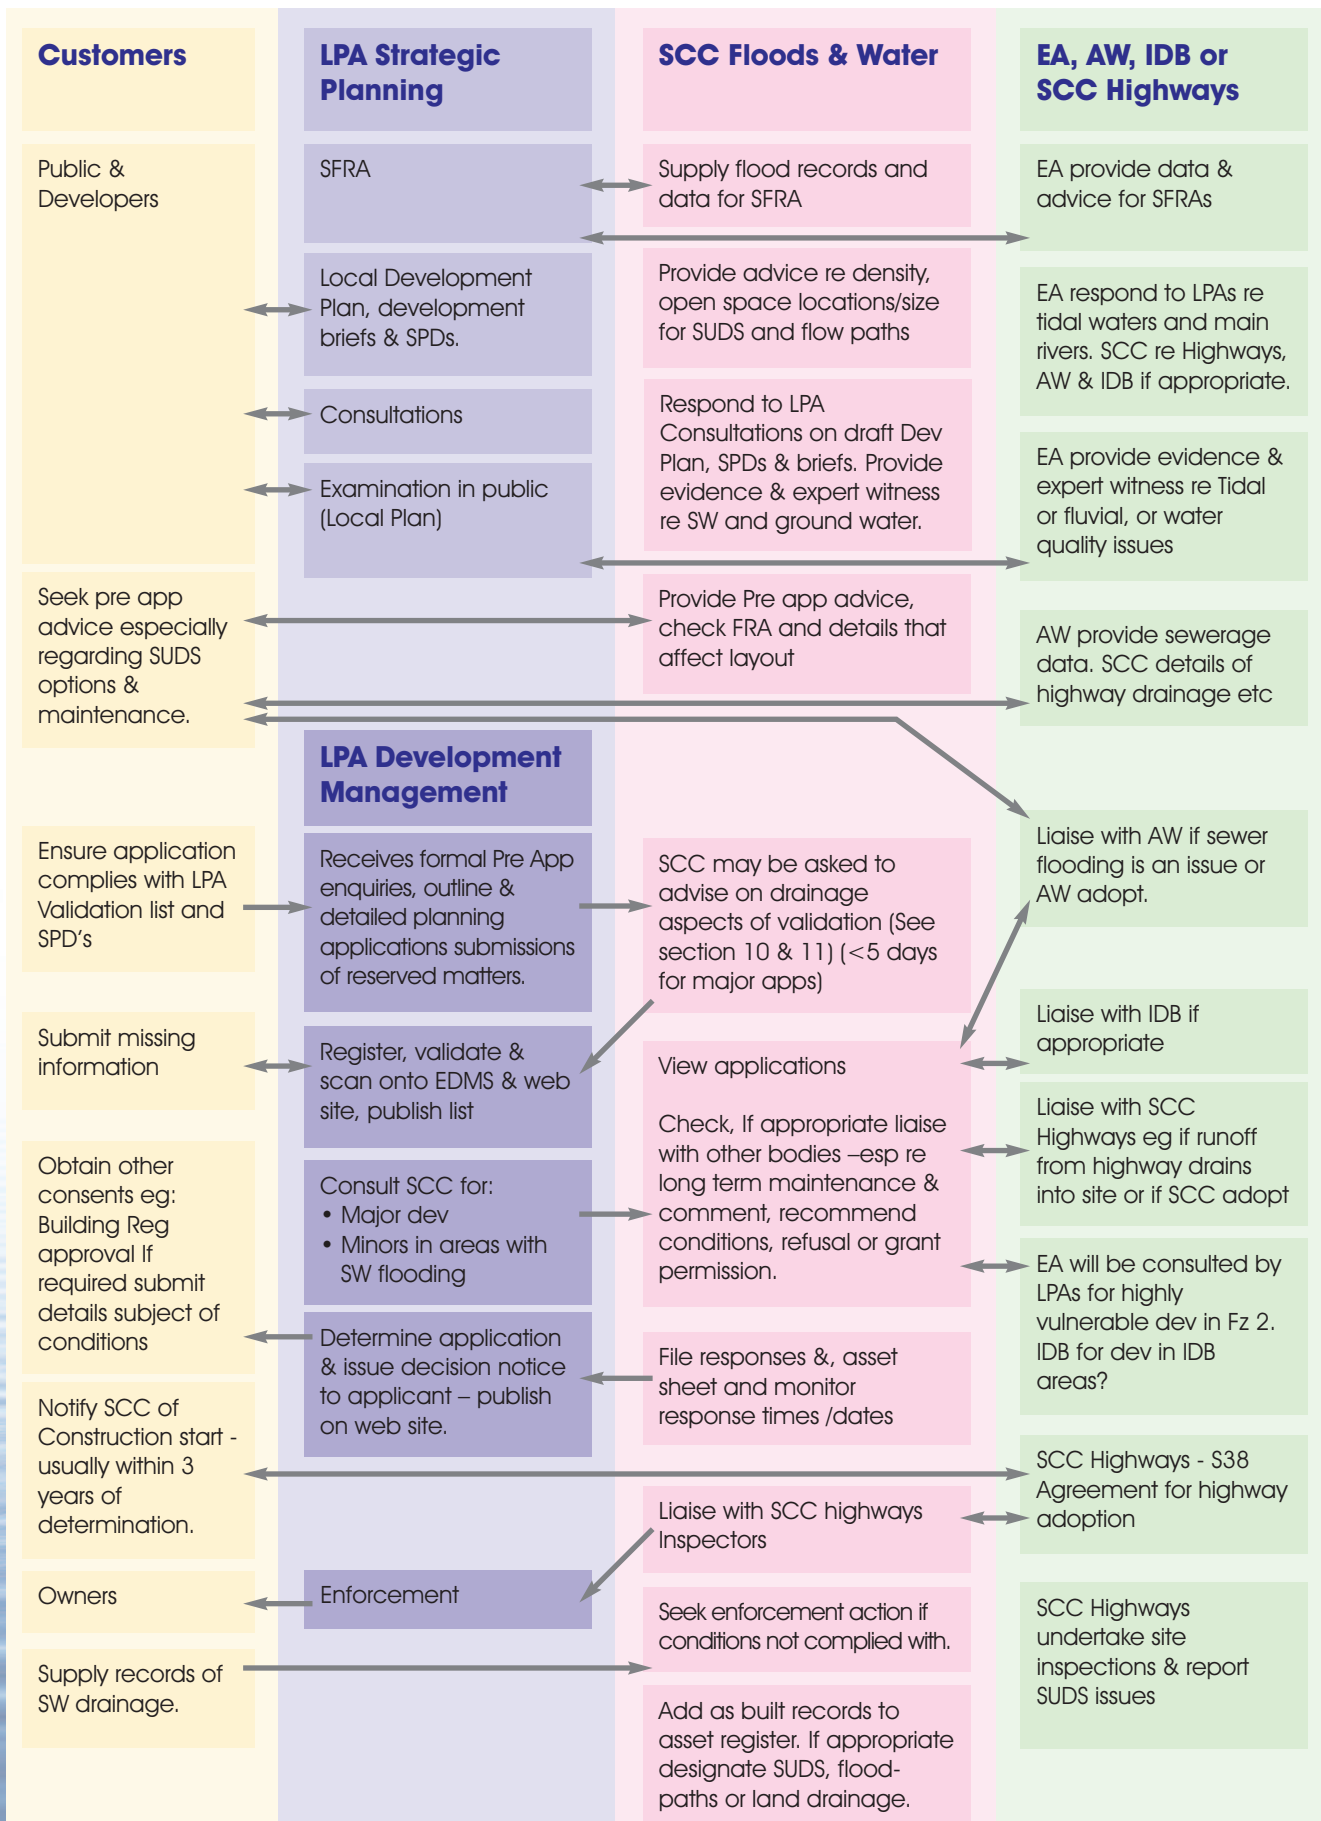 Customers
Public &
Developers
Seek pre app
advice especially
regarding SUDS
options &
maintenance.
Ensure application
complies with LPA
Validation list and
SPD's
Submit missing
information
Obtain other
consents eg:
Building Reg
approval If
required submit
details subject of
conditions
Notify SCC of
Construction start -
usually within 3
years of
determination.
Owners
Supply records of
SW drainage.
LPA Strategic
Planning
SFRA
Local Development
Plan, development
briefs & SPDs.
Consultations
Examination in public
(Local Plan)
LPA Development
Management
Receives formal Pre App
enquiries, outline &
detailed planning
applications submissions
of reserved matters.
Register, validate &
scan onto EDMS & web
site, publish list
Consult SCC for:
• Major dev
• Minors in areas with
SW flooding
Determine application
& issue decision notice
to applicant – publish
on web site.
Enforcement
SCC Floods & Water
Supply flood records and
data for SFRA
Provide advice re density,
open space locations/size
for SUDS and flow paths
Respond to LPA
Consultations on draft Dev
Plan, SPDs & briefs. Provide
evidence & expert witness
re SW and ground water.
Provide Pre app advice,
check FRA and details that
affect layout
SCC may be asked to
advise on drainage
aspects of validation (See
section 10 & 11) (<5 days
for major apps)
View applications
Check, If appropriate liaise
with other bodies –esp re
long term maintenance &
comment, recommend
conditions, refusal or grant
permission.
File responses &, asset
sheet and monitor
response times /dates
Liaise with SCC highways
Inspectors
Seek enforcement action if
conditions not complied with.
Add as built records to
asset register. If appropriate
designate SUDS, flood-
paths or land drainage.
EA, AW, IDB or
SCC Highways
EA provide data &
advice for SFRAs
EA respond to LPAs re
tidal waters and main
rivers. SCC re Highways,
AW & IDB if appropriate.
EA provide evidence &
expert witness re Tidal
or fluvial, or water
quality issues
AW provide sewerage
data. SCC details of
highway drainage etc
Liaise with AW if sewer
flooding is an issue or
AW adopt.
Liaise with IDB if
appropriate
Liaise with SCC
Highways eg if runoff
from highway drains
into site or if SCC adopt
EA will be consulted by
LPAs for highly
vulnerable dev in Fz 2.
IDB for dev in IDB
areas?
SCC Highways - S38
Agreement for highway
adoption
SCC Highways
undertake site
inspections & report
SUDS issues